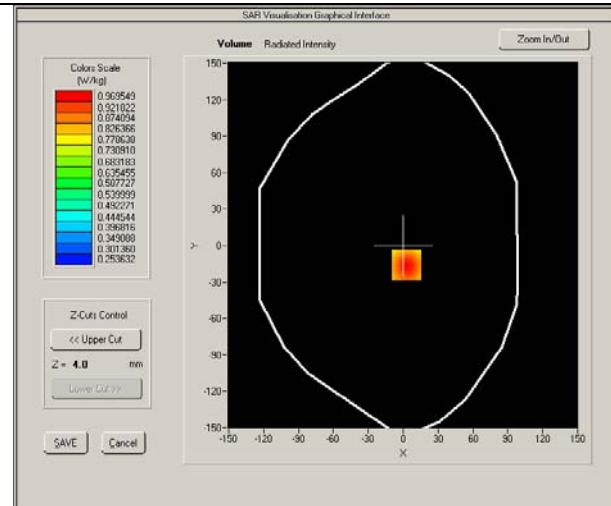 SAR Visualisation Graphical Interface
Volume Radiated Intensity
Zoom In/Out
Colors Scale
(W/kg)
0.969549
0.921822
0.874094
0.826366
0.778638
0.730910
0.683183
0.635455
0.587727
0.539999
0.492271
0.444544
0.396816
0.349088
0.301360
0.253632
Z-Cuts Control
<< Upper Cut
Z = 4.0 mm
Lower Cut >>
SAVE
Cancel
150
120
90
60
30
0
-30
-60
-90
-120
-150
Y
-150 -120 -90 -60 -30 0 30 60 90 120 150
X